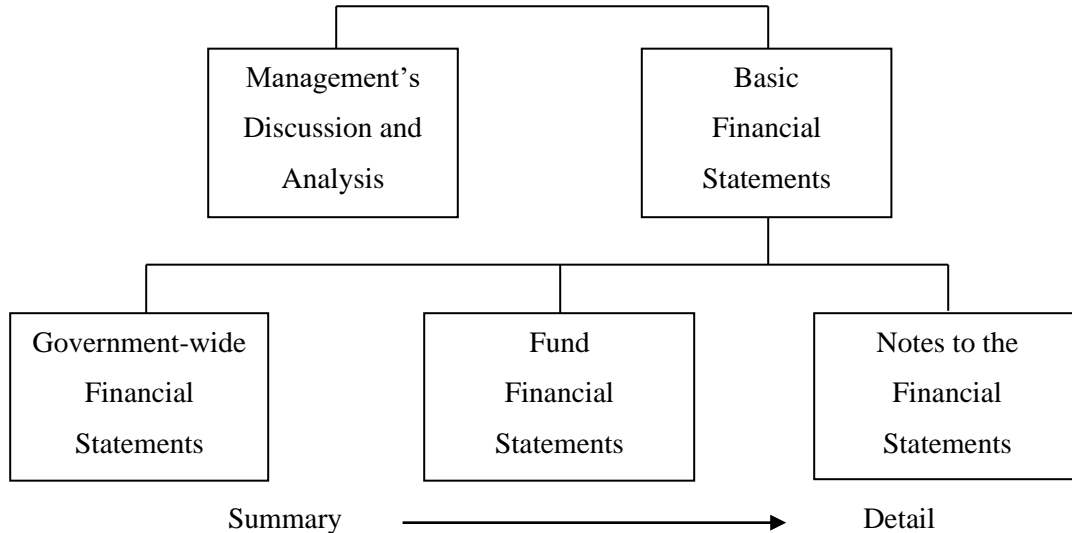 Management’s
Discussion and
Analysis
Basic
Financial
Statements
Government-wide
Financial
Statements
Fund
Financial
Statements
Notes to the
Financial
Statements
Summary
Detail